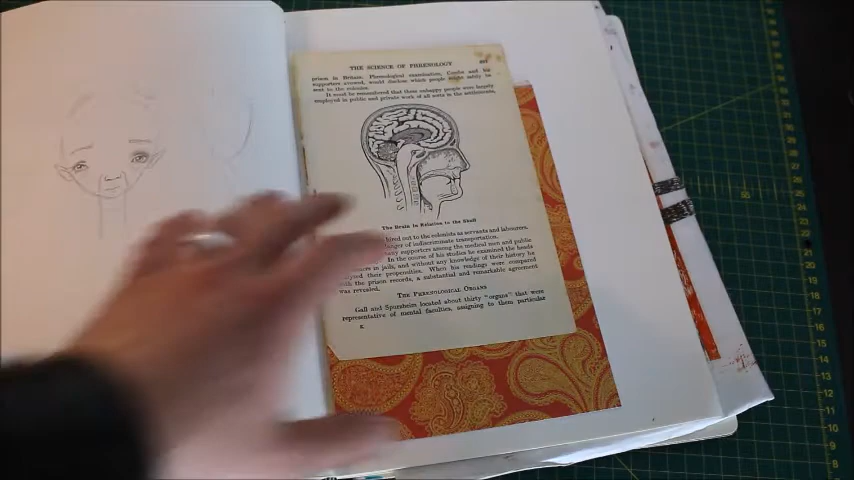 THE SCIENCE OF PHRENOLOGY
prison in Britain. Phrenological examination, Combe and his
supporters averred, would disclose which people might safely be
sent to the colonies.
It must be remembered that these unhappy people were largely
employed in public and private work of all sorts in the settlements,
The Brain in Relation to the Skull
hired out to the colonists as servants and labourers.
danger of indiscriminate transportation.
supporters among the medical men and public
In the course of his studies he examined the heads
in jails, and without any knowledge of their history he
their propensities. When his readings were compared
with the prison records, a substantial and remarkable agreement
was revealed.
THE PHRENOLOGICAL ORGANS
Gall and Spurzheim located about thirty "organs" that were
representative of mental faculties, assigning to them particular